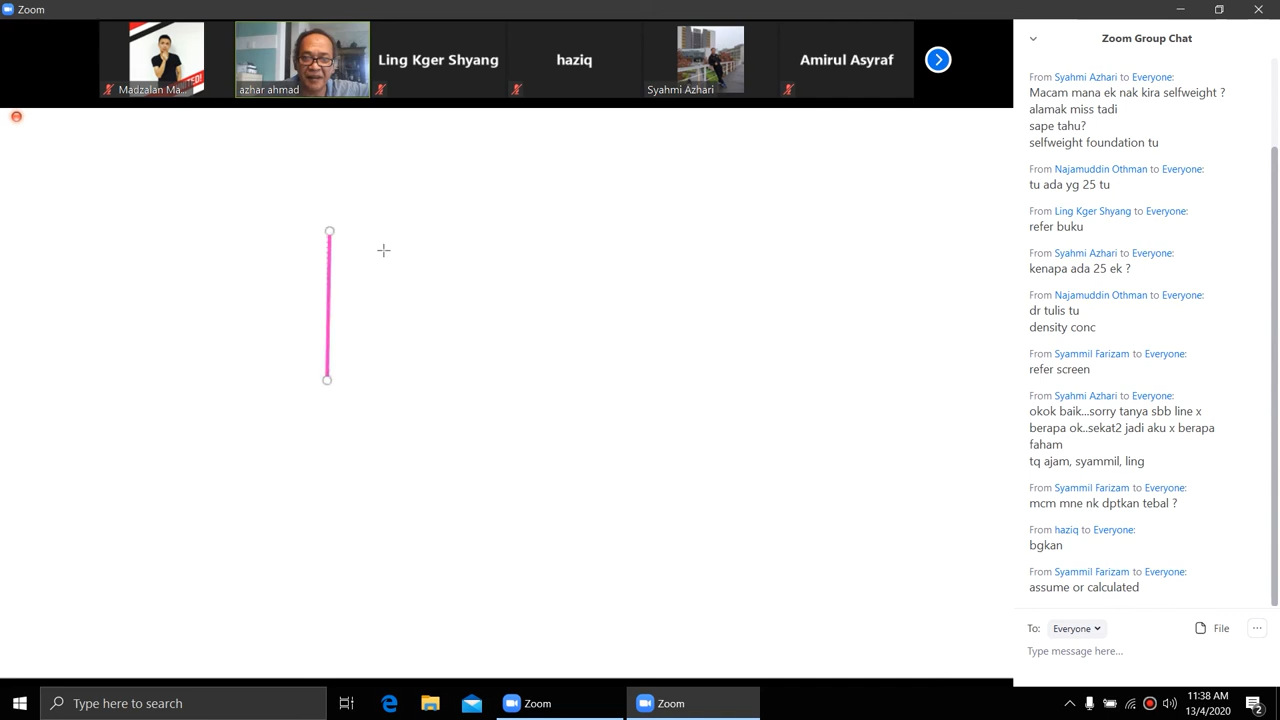 Zoom
Madzalan Ma...
azhar ahmad
Ling Kger Shyang
haziq
Syahmi Azhari
Amirul Asyraf
Zoom Group Chat
From Syahmi Azhari to Everyone:
Macam mana ek nak kira selfweight ?
alamak miss tadi
sape tahu?
selfweight foundation tu
From Najamuddin Othman to Everyone:
tu ada yg 25 tu
From Ling Kger Shyang to Everyone:
refer buku
From Syahmi Azhari to Everyone:
kenapa ada 25 ek ?
From Najamuddin Othman to Everyone:
dr tulis tu
density conc
From Syammil Farizam to Everyone:
refer screen
From Syahmi Azhari to Everyone:
okok baik...sorry tanya sbb line x
berapa ok..sekat2 jadi aku x berapa
faham
tq ajam, syammil, ling
From Syammil Farizam to Everyone:
mcm mne nk dptkan tebal ?
From haziq to Everyone:
bgkan
From Syammil Farizam to Everyone:
assume or calculated
To: Everyone
File
Type message here...
Type here to search
Zoom
Zoom
11:38 AM
13/4/2020
2